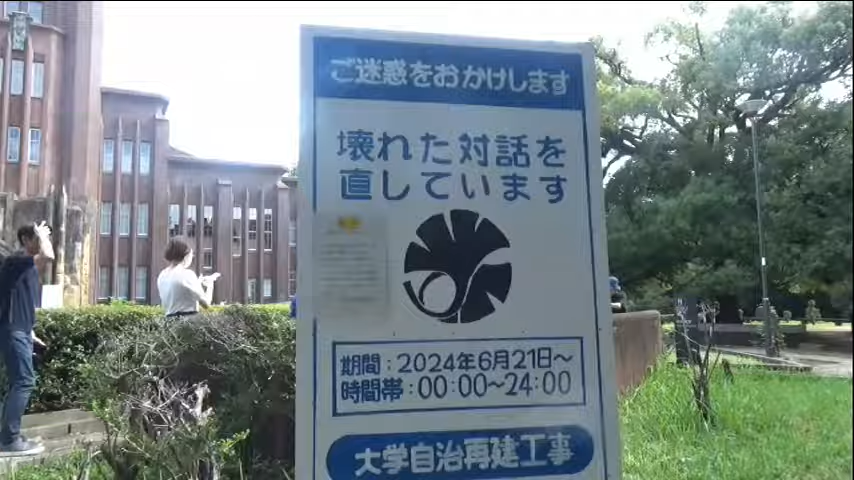 ご迷惑をおかけします
壊れた対話を
直しています
期間:2024年6月21日~
時間帯:00:00~24:00
大学自治再建工事